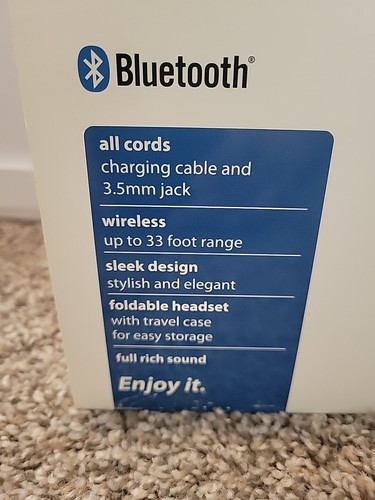 Bluetooth®
all cords
charging cable and
3.5mm jack
wireless
up to 33 foot range
sleek design
stylish and elegant
foldable headset
with travel case
for easy storage
full rich sound
Enjoy it.